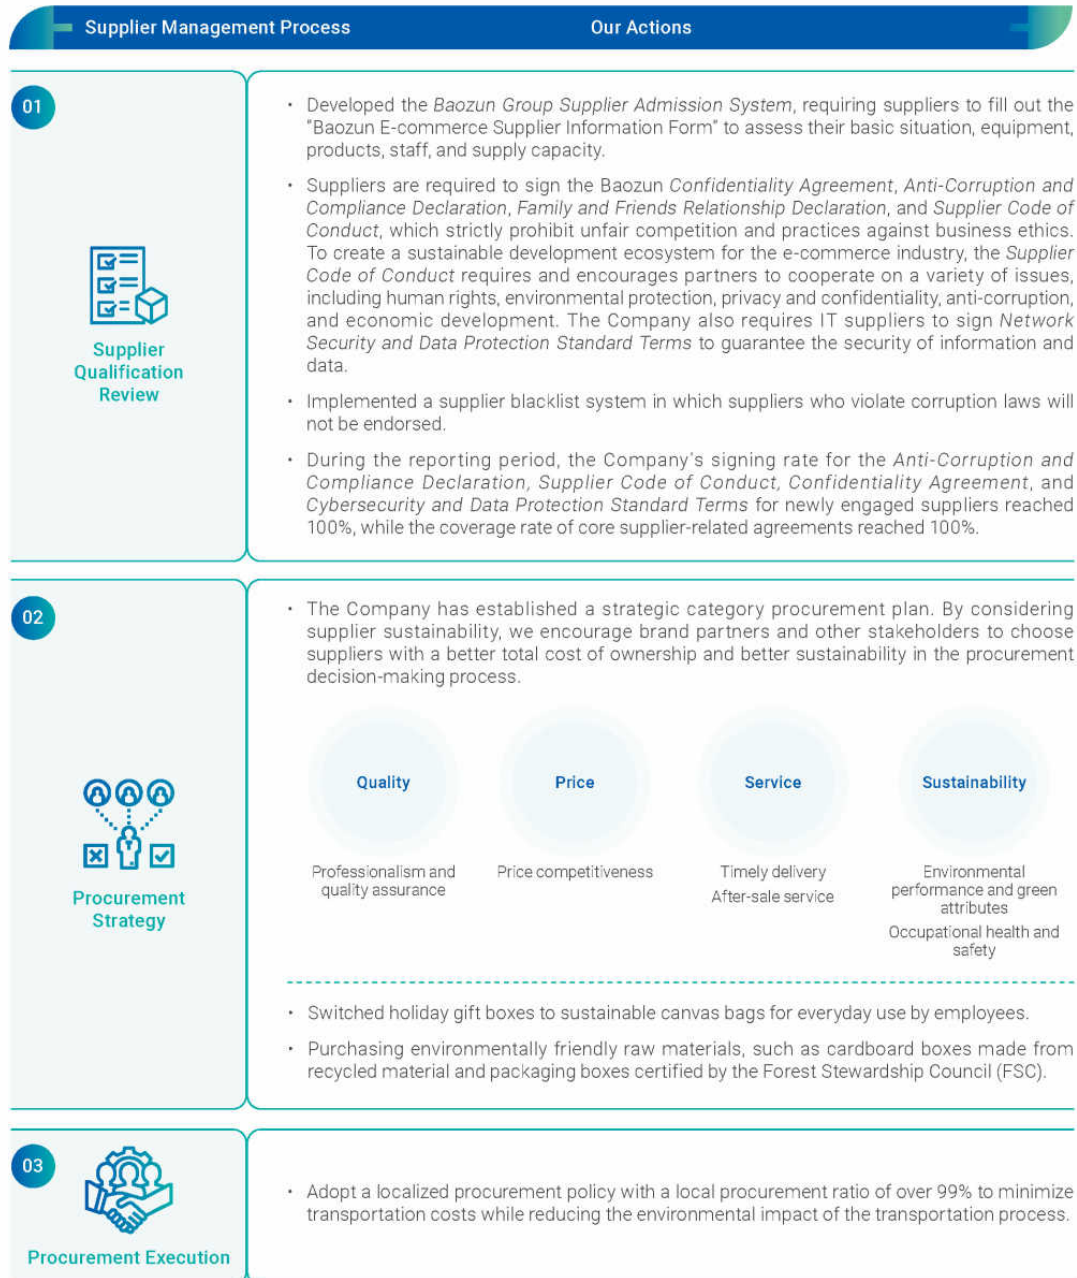 Supplier Management Process
Our Actions
01
Supplier
Qualification
Review
• Developed the Baozun Group Supplier Admission System, requiring suppliers to fill out the
"Baozun E-commerce Supplier Information Form" to assess their basic situation, equipment,
products, staff, and supply capacity.
• Suppliers are required to sign the Baozun Confidentiality Agreement, Anti-Corruption and
Compliance Declaration, Family and Friends Relationship Declaration, and Supplier Code of
Conduct, which strictly prohibit unfair competition and practices against business ethics.
To create a sustainable development ecosystem for the e-commerce industry, the Supplier
Code of Conduct requires and encourages partners to cooperate on a variety of issues,
including human rights, environmental protection, privacy and confidentiality, anti-corruption,
and economic development. The Company also requires IT suppliers to sign Network
Security and Data Protection Standard Terms to guarantee the security of information and
data.
• Implemented a supplier blacklist system in which suppliers who violate corruption laws will
not be endorsed.
• During the reporting period, the Company's signing rate for the Anti-Corruption and
Compliance Declaration, Supplier Code of Conduct, Confidentiality Agreement, and
Cybersecurity and Data Protection Standard Terms for newly engaged suppliers reached
100%, while the coverage rate of core supplier-related agreements reached 100%.
02
Procurement
Strategy
• The Company has established a strategic category procurement plan. By considering
supplier sustainability, we encourage brand partners and other stakeholders to choose
suppliers with a better total cost of ownership and better sustainability in the procurement
decision-making process.
Quality
Professionalism and
quality assurance
Price
Price competitiveness
Service
Timely delivery
After-sale service
Sustainability
Environmental
performance and green
attributes
Occupational health and
safety
• Switched holiday gift boxes to sustainable canvas bags for everyday use by employees.
• Purchasing environmentally friendly raw materials, such as cardboard boxes made from
recycled material and packaging boxes certified by the Forest Stewardship Council (FSC).
03
Procurement Execution
• Adopt a localized procurement policy with a local procurement ratio of over 99% to minimize
transportation costs while reducing the environmental impact of the transportation process.